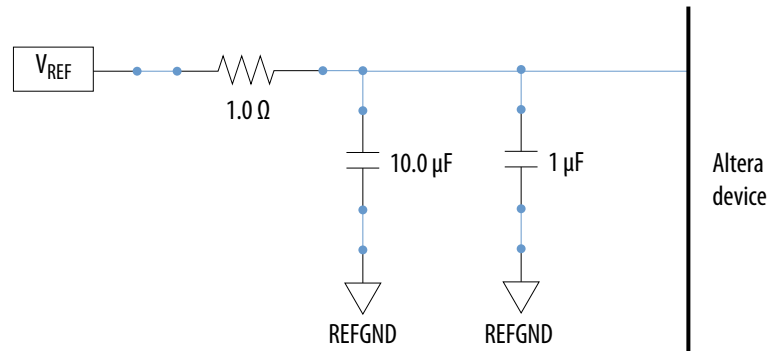 VREF
1.0 Ω
10.0 µF
1 µF
Altera
device
REFGND
REFGND